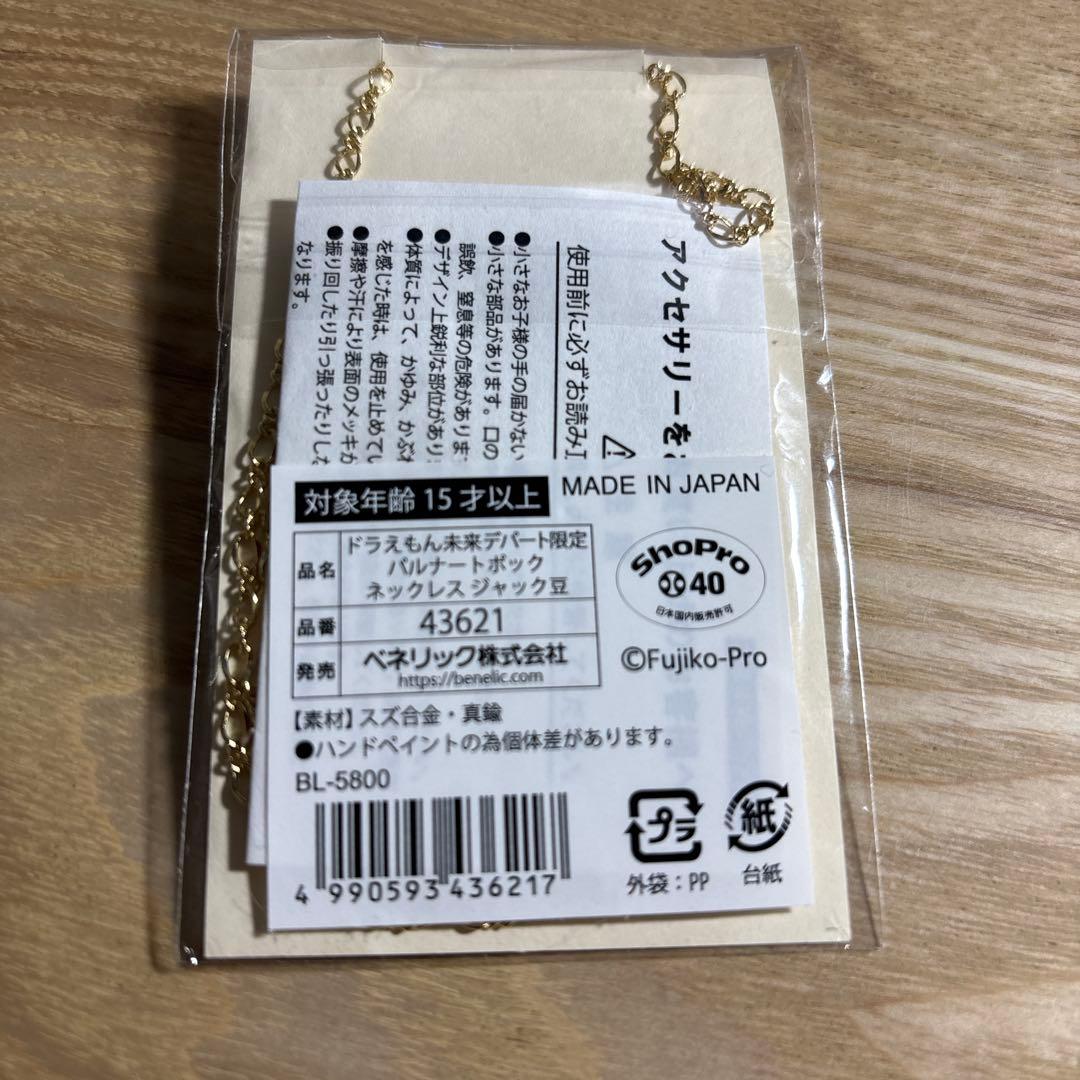 アクセサリーを
使用前に必ずお読み
●小さなお子様の手の届かない
●小さな部品があります。口の
誤飲、窒息等の危険がありま
●デザイン上鋭利な部位があり
●体質によって、かゆみ、かぶ
を感じた時は、使用を止めてい
●摩擦や汗により表面のメッキが
●振り回したり引っ張ったりした
なります。
対象年齢 15 才以上
MADE IN JAPAN
品名 ドラえもん未来デパート限定
パルナートポック
ネックレス ジャック豆
品番 43621
発売 ベネリック株式会社
https://benelic.com
ShoPro
40
日本国内販売許可
©Fujiko-Pro
【素材】スズ合金・真鍮
●ハンドペイントの為個体差があります。
BL-5800
4 990593 436217
プラ
外袋：PP
紙
台紙